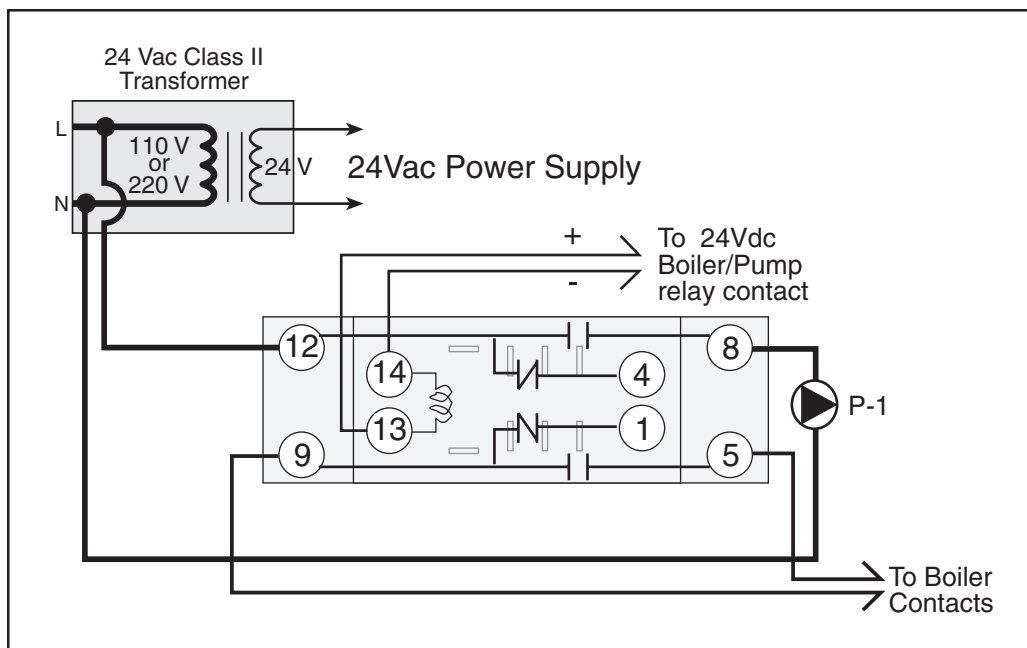 24 Vac Class II
Transformer
L
110 V
or
220 V
24 V
24Vac Power Supply
N
+
To 24Vdc
Boiler/Pump
-
relay contact
12
8
14
4
P-1
13
1
9
5
To Boiler
Contacts